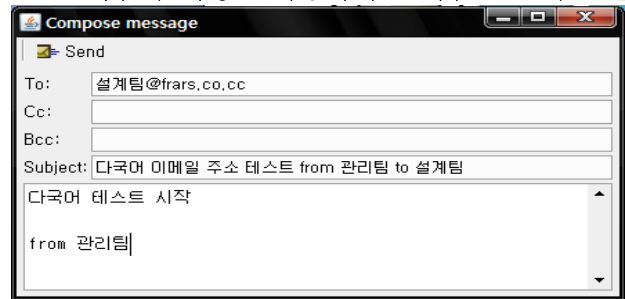 Compose message
Send
To: 설계팀@frars.co.cc
Cc:
Bcc:
Subject: 다국어 이메일 주소 테스트 from 관리팀 to 설계팀
다국어 테스트 시작
from 관리팀